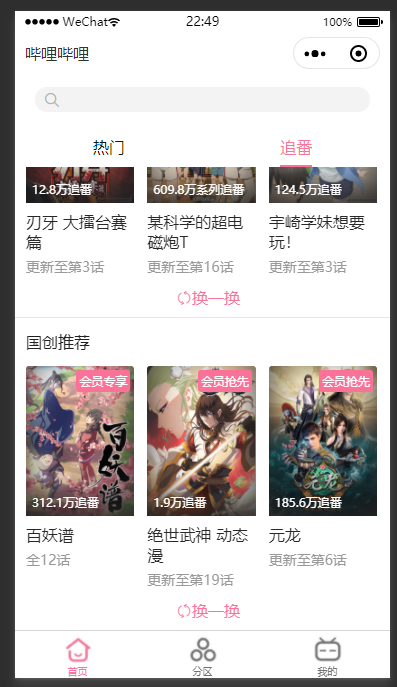 WeChat 22:49 100%
哔哩哔哩
热门 追番
12.8万追番 609.8万系列追番 124.5万追番
刃牙 大擂台赛 某科学的超电 宇崎学妹想要
篇 磁炮T 玩！
更新至第3话 更新至第16话 更新至第3话
换一换
国创推荐
会员专享 会员抢先 会员抢先
百妖谱
元龙
312.1万追番 1.9万追番 185.6万追番
百妖谱 绝世武神 动态 元龙
漫
全12话 更新至第19话 更新至第6话
换一换
首页 分区 我的